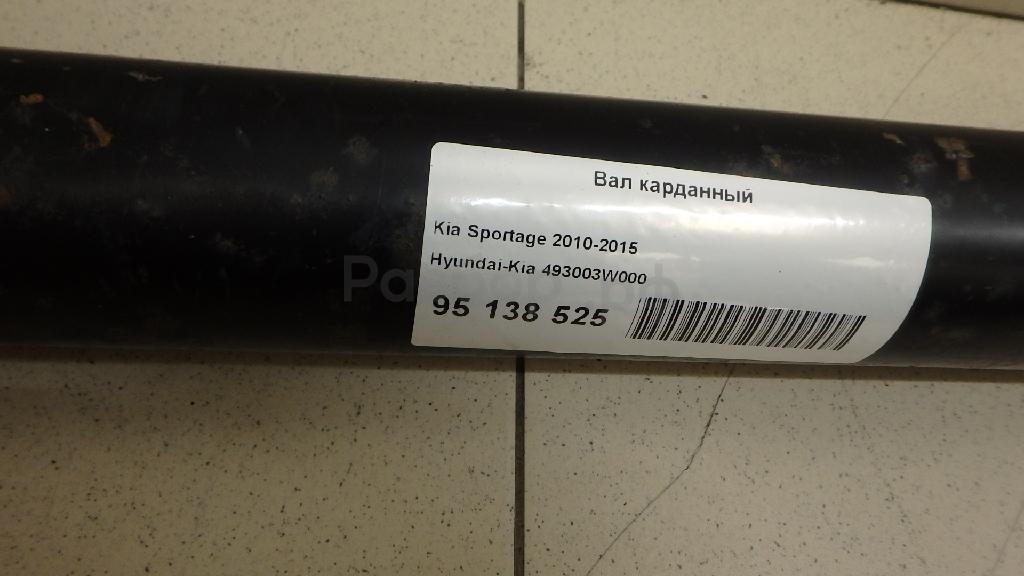 Вал карданный
Kia Sportage 2010-2015
Hyundai-Kia 493003W000
95 138 525